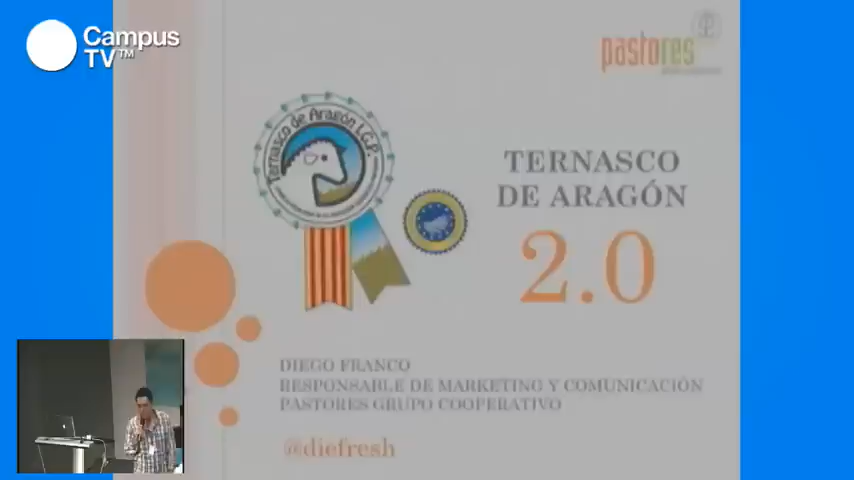 Campus
TV™
pastores
Ternasco de Aragón I.G.P.
TERNASCO
DE ARAGÓN
2.0
DIEGO FRANCO
RESPONSABLE DE MARKETING Y COMUNICACIÓN
PASTORES GRUPO COOPERATIVO
@diefresh